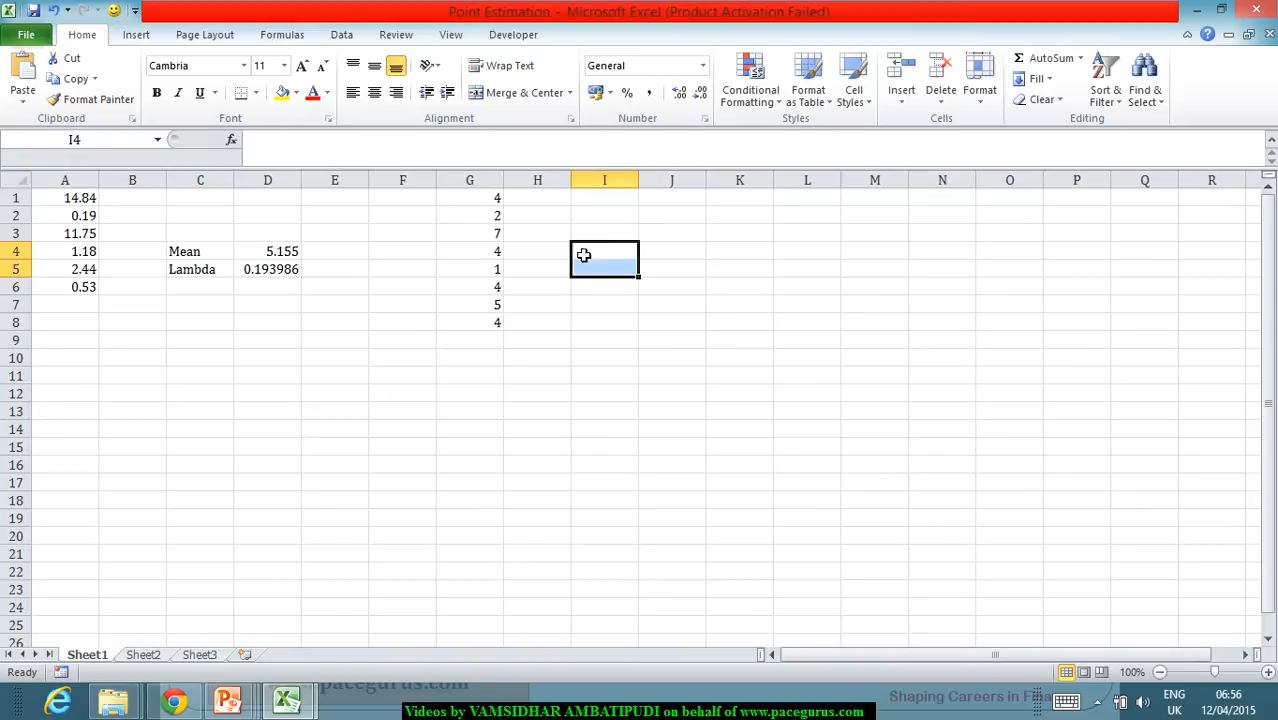 Point Estimation - Microsoft Excel (Product Activation Failed)
File Home Insert Page Layout Formulas Data Review View Developer
Paste
Cut
Copy
Format Painter
Clipboard
Cambria 11
B I U
Font
Wrap Text
Merge & Center
Alignment
General
%
Number
Conditional Formatting
Format as Table
Cell Styles
Styles
Insert Delete Format
Cells
AutoSum
Fill
Clear
Sort & Filter
Find & Select
Editing
I4
fx
A B C D E F G H I J K L M N O P Q R
1 14.84 4
2 0.19 2
3 11.75 7
4 1.18 Mean 5.155 4
5 2.44 Lambda 0.193986 1
6 0.53 4
7 5
8 4
9
10
11
12
13
14
15
16
17
18
19
20
21
22
23
24
25
26
Sheet1 Sheet2 Sheet3
Ready 100%
pacegurus.com
Shaping Careers in Fin
ENG 06:56
UK 12/04/2015
Videos by VAMSIDHAR AMBATIPUDI on behalf of www.pacegurus.com